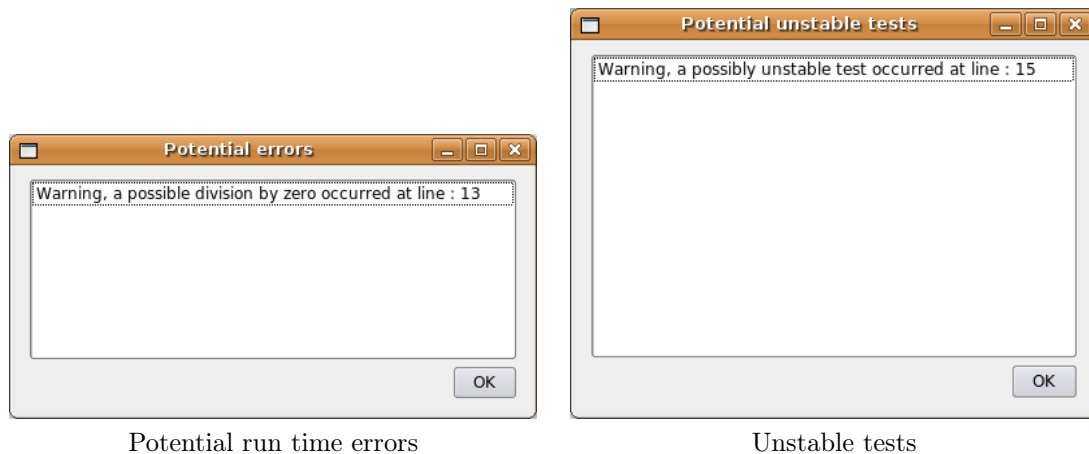 Potential errors
Warning, a possible division by zero occurred at line : 13
OK
Potential run time errors
Potential unstable tests
Warning, a possibly unstable test occurred at line : 15
OK
Unstable tests